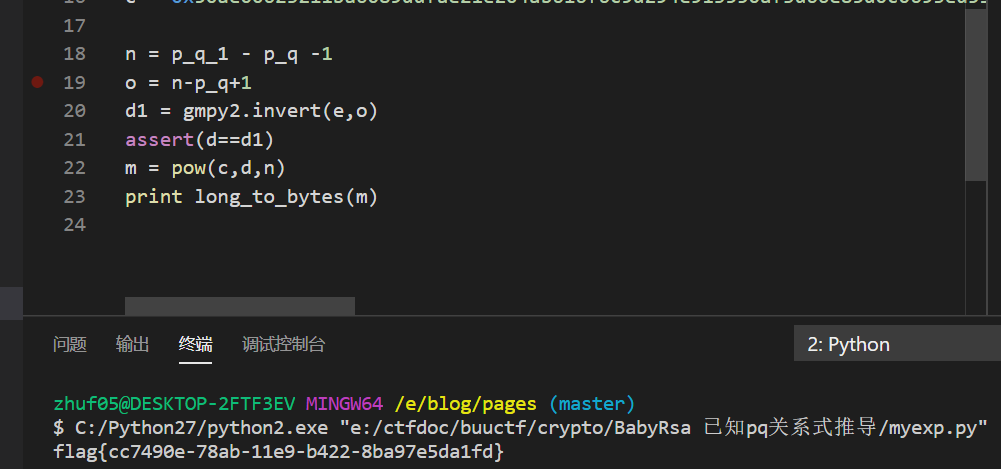 17
18 n = p_q_1 - p_q -1
19 o = n-p_q+1
20 d1 = gmpy2.invert(e,o)
21 assert(d==d1)
22 m = pow(c,d,n)
23 print long_to_bytes(m)
24
问题 输出 终端 调试控制台 2: Python
zhuf05@DESKTOP-2FTF3EV MINGW64 /e/blog/pages (master)
$ C:/Python27/python2.exe "e:/ctfdoc/buuctf/crypto/BabyRsa 已知pq关系式推导/myexp.py"
flag{cc7490e-78ab-11e9-b422-8ba97e5da1fd}